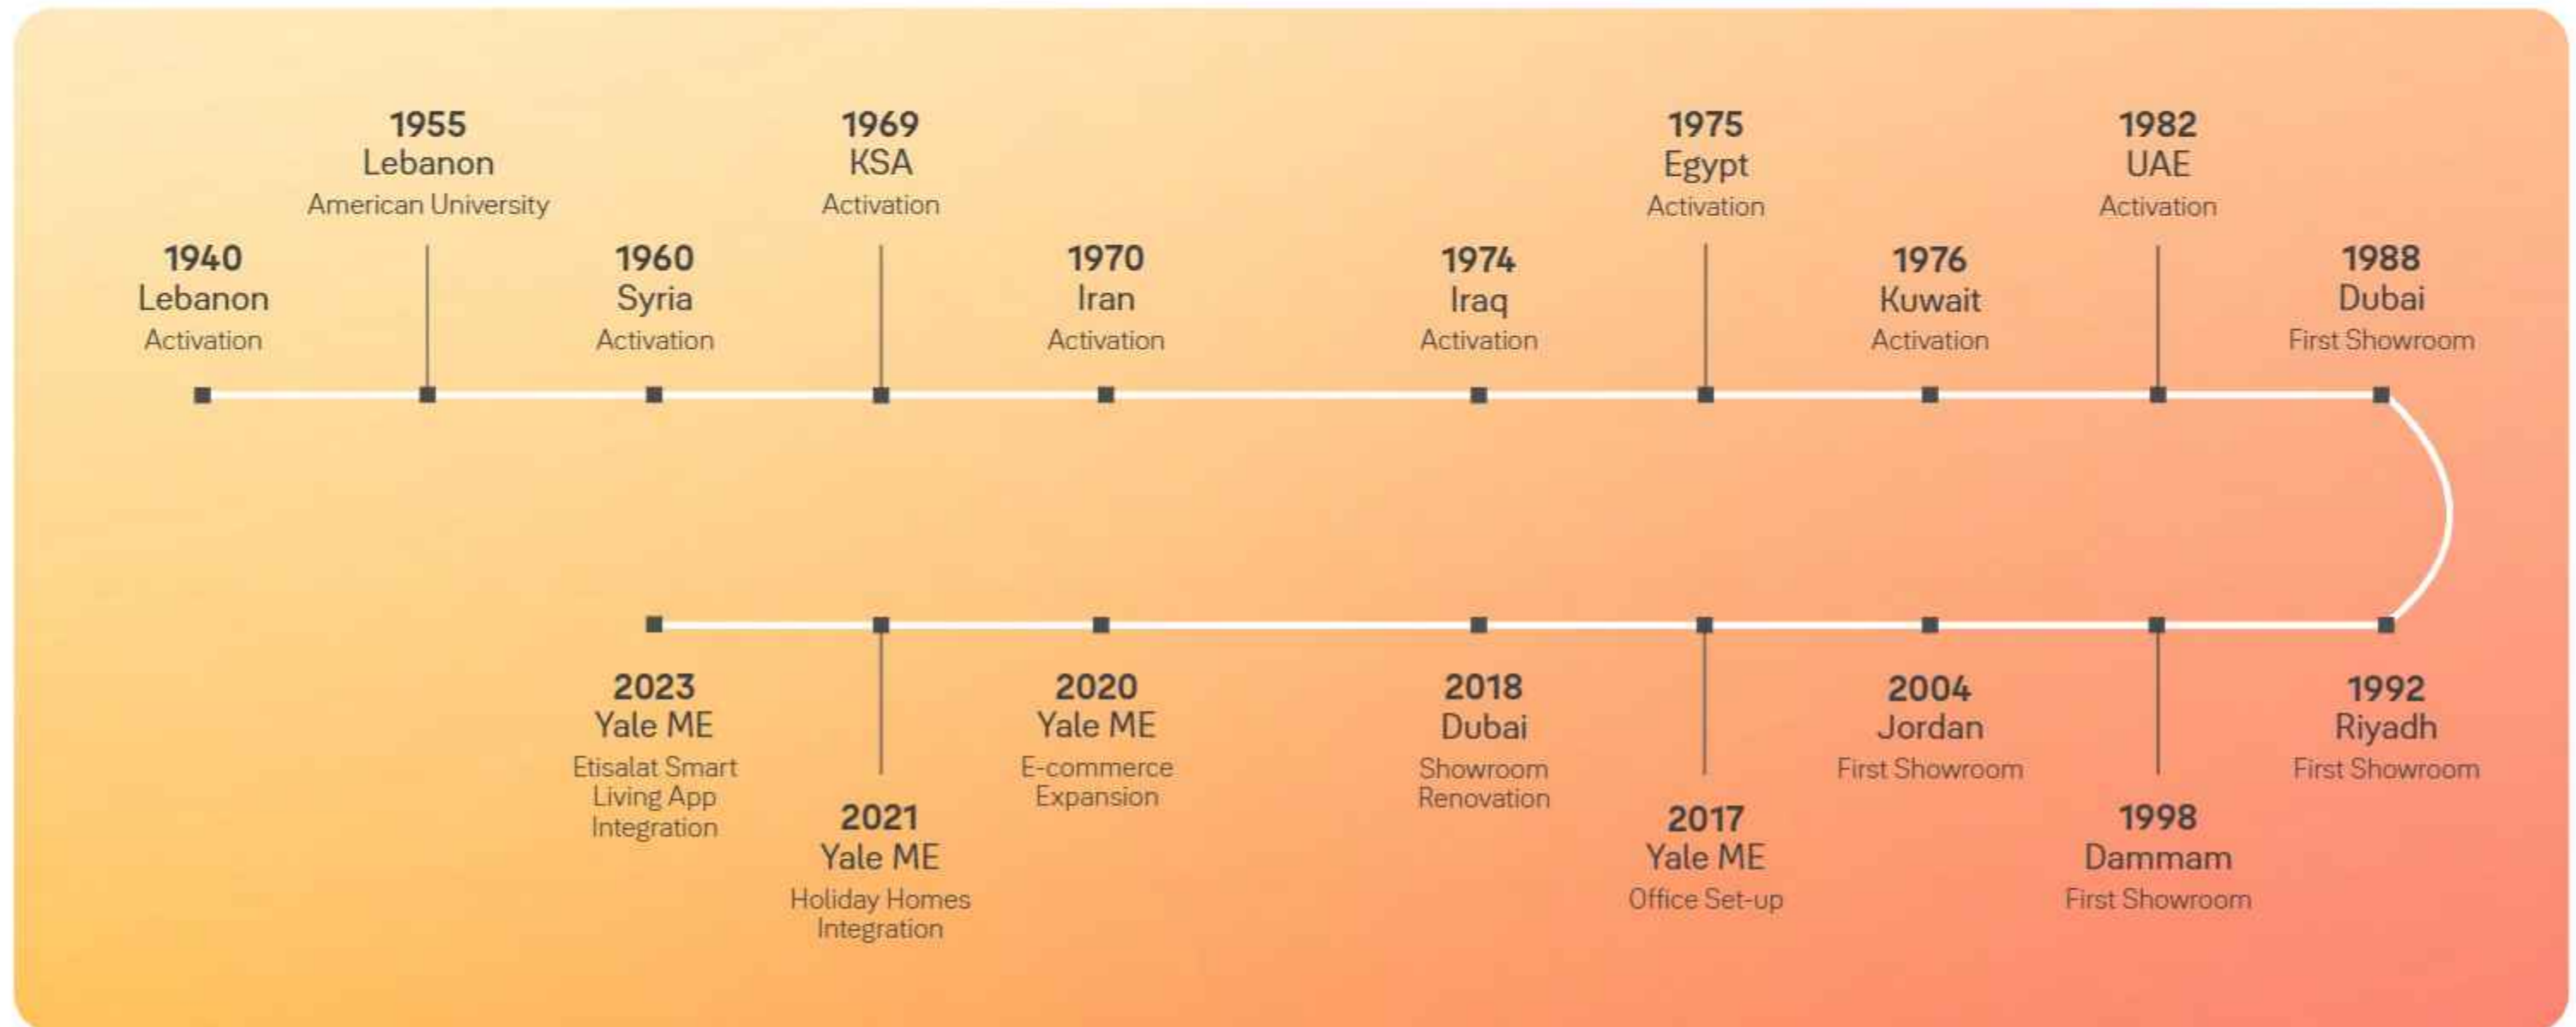 1940
Lebanon
Activation
1955
Lebanon
American University
1960
Syria
Activation
1969
KSA
Activation
1970
Iran
Activation
1974
Iraq
Activation
1975
Egypt
Activation
1976
Kuwait
Activation
1982
UAE
Activation
1988
Dubai
First Showroom
1992
Riyadh
First Showroom
1998
Dammam
First Showroom
2004
Jordan
First Showroom
2017
Yale ME
Office Set-up
2018
Dubai
Showroom
Renovation
2020
Yale ME
E-commerce
Expansion
2021
Yale ME
Holiday Homes
Integration
2023
Yale ME
Etisalat Smart
Living App
Integration